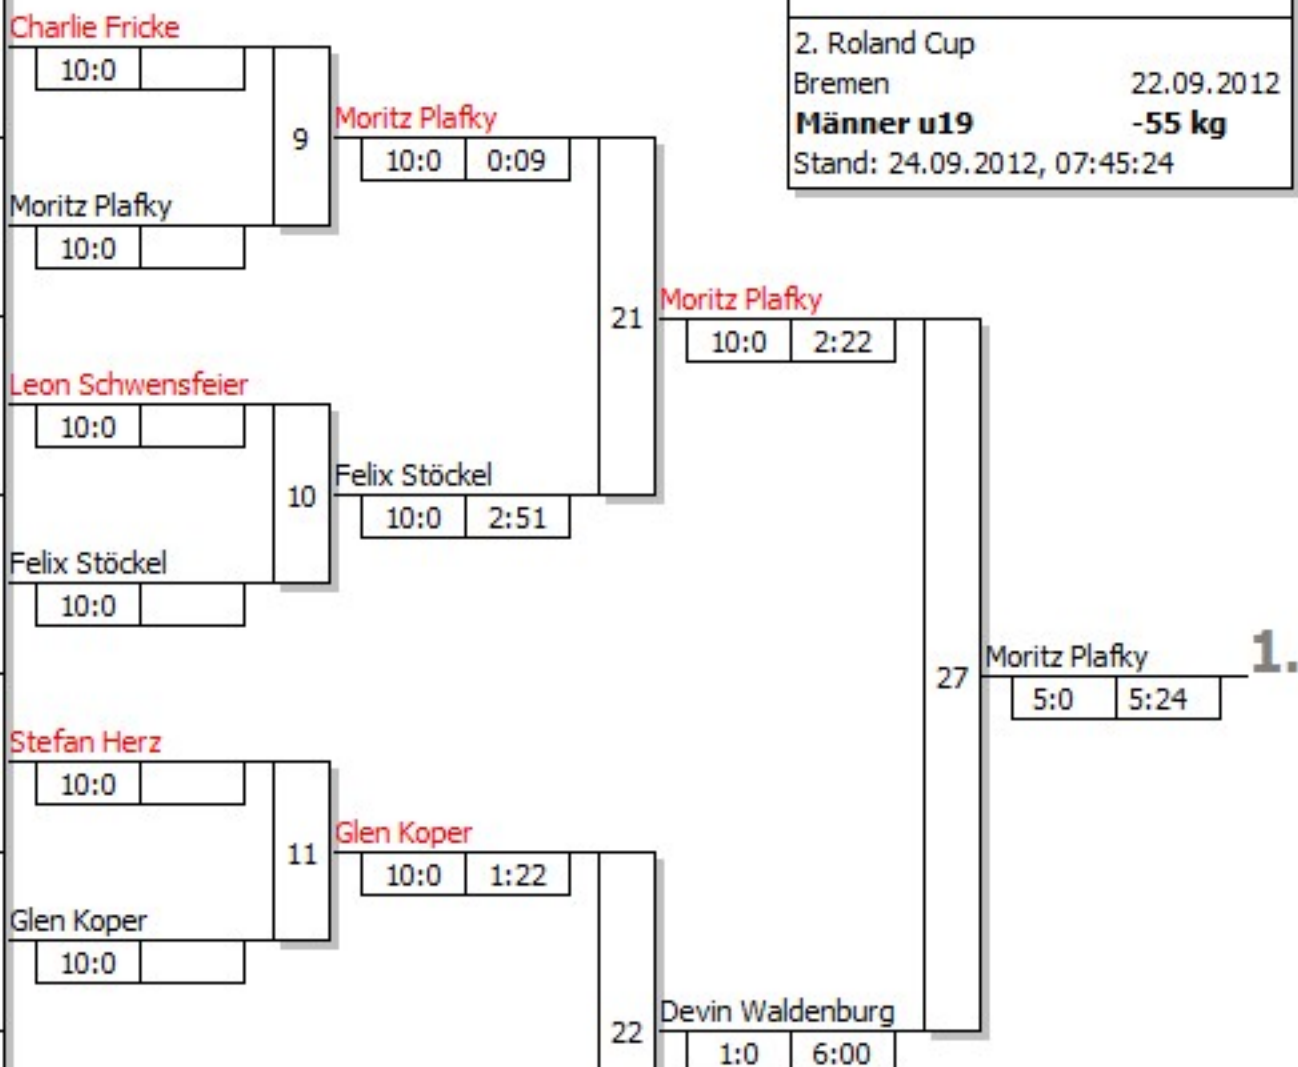 Charlie Fricke
10:0
9
Moritz Plafky
10:0
Moritz Plafky
10:0 0:09
21
Leon Schwensfeier
10:0
10
Felix Stöckel
10:0
Felix Stöckel
10:0 2:51
Moritz Plafky
10:0 2:22
27
Stefan Herz
10:0
11
Glen Koper
10:0
Glen Koper
10:0 1:22
22
Devin Waldenburg
1:0 6:00
Moritz Plafky
5:0 5:24
1.
2. Roland Cup
Bremen 22.09.2012
Männer u19 -55 kg
Stand: 24.09.2012, 07:45:24